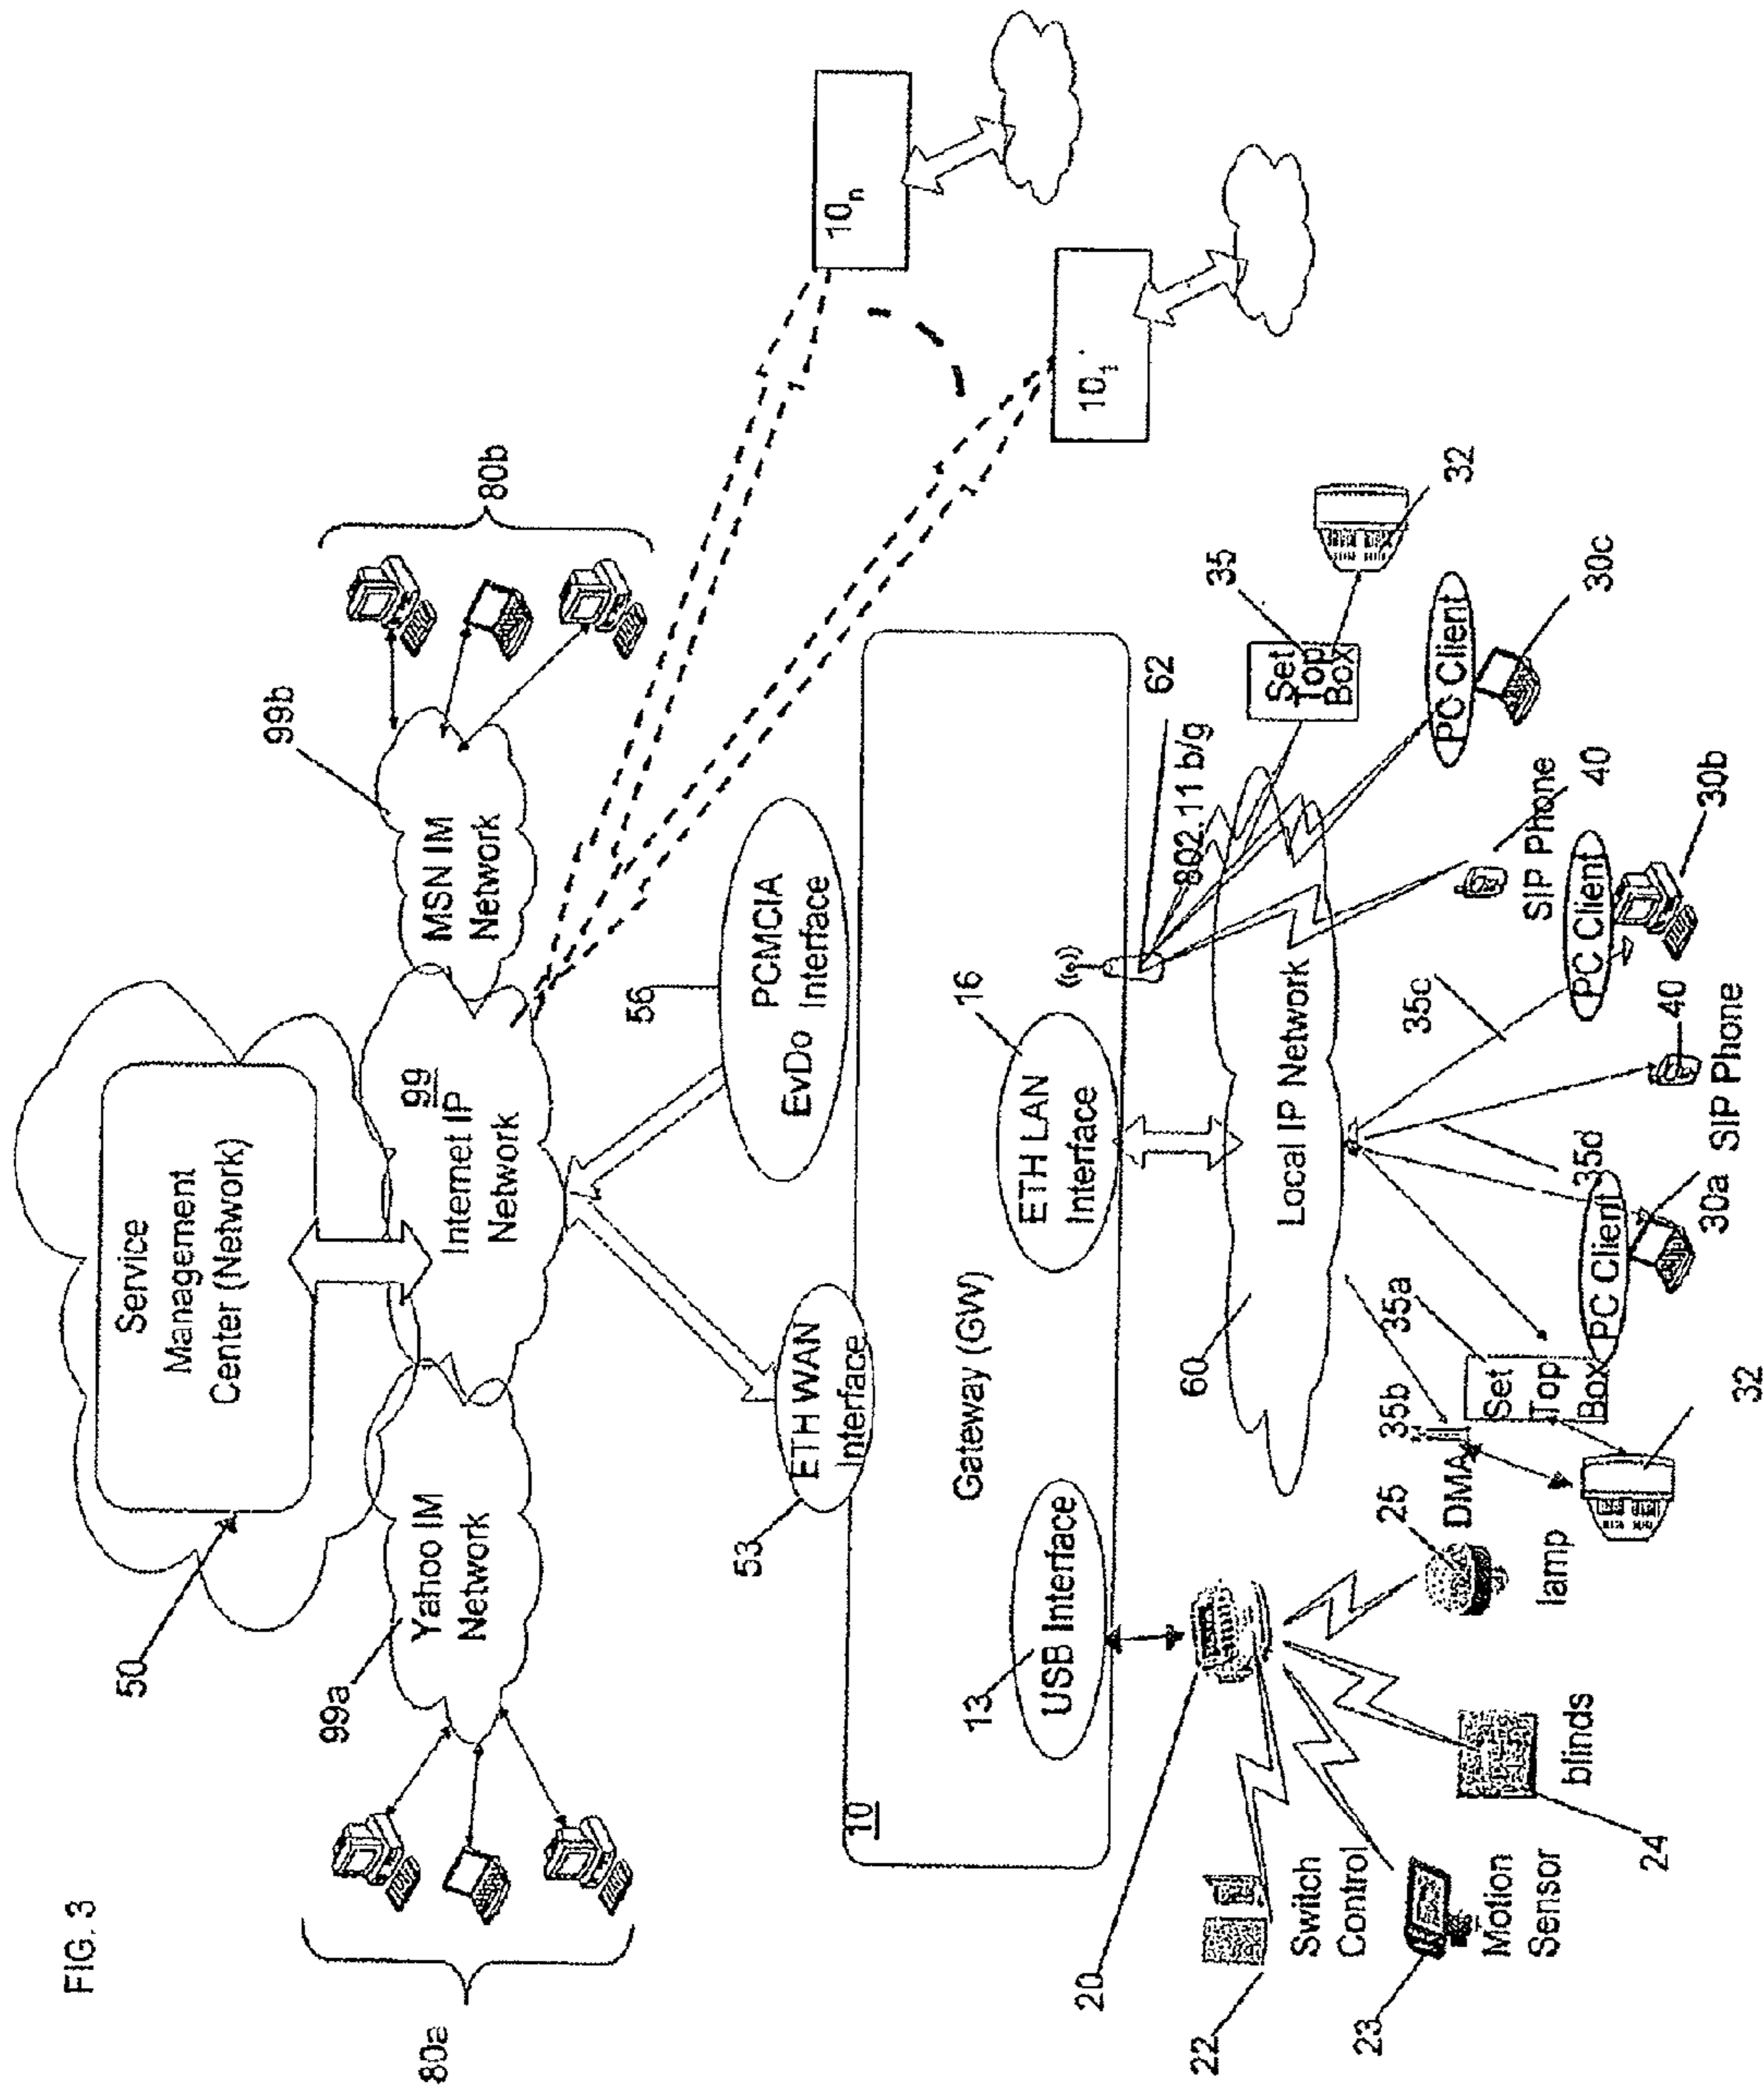 FIG. 3
50
Service
Management
Center (Network)
80a
99a
Yahoo IM
Network
99
Internet IP
Network
MSN IM
Network
99b
80b
53
ETH WAN
Interface
56
PCMCIA
EvDo Interface
10
Gateway (GW)
13
USB Interface
16
ETH LAN
Interface
62
802.11 b/g
10n
101
20
22
Switch
Control
23
Motion
Sensor
24
blinds
25
lamp
60
Local IP Network
35b
DMA
35a
Set
Top
Box
32
PC Client
30a
35d
SIP Phone
40
35c
PC Client
30b
SIP Phone
40
PC Client
30c
35
Set
Top
Box
32